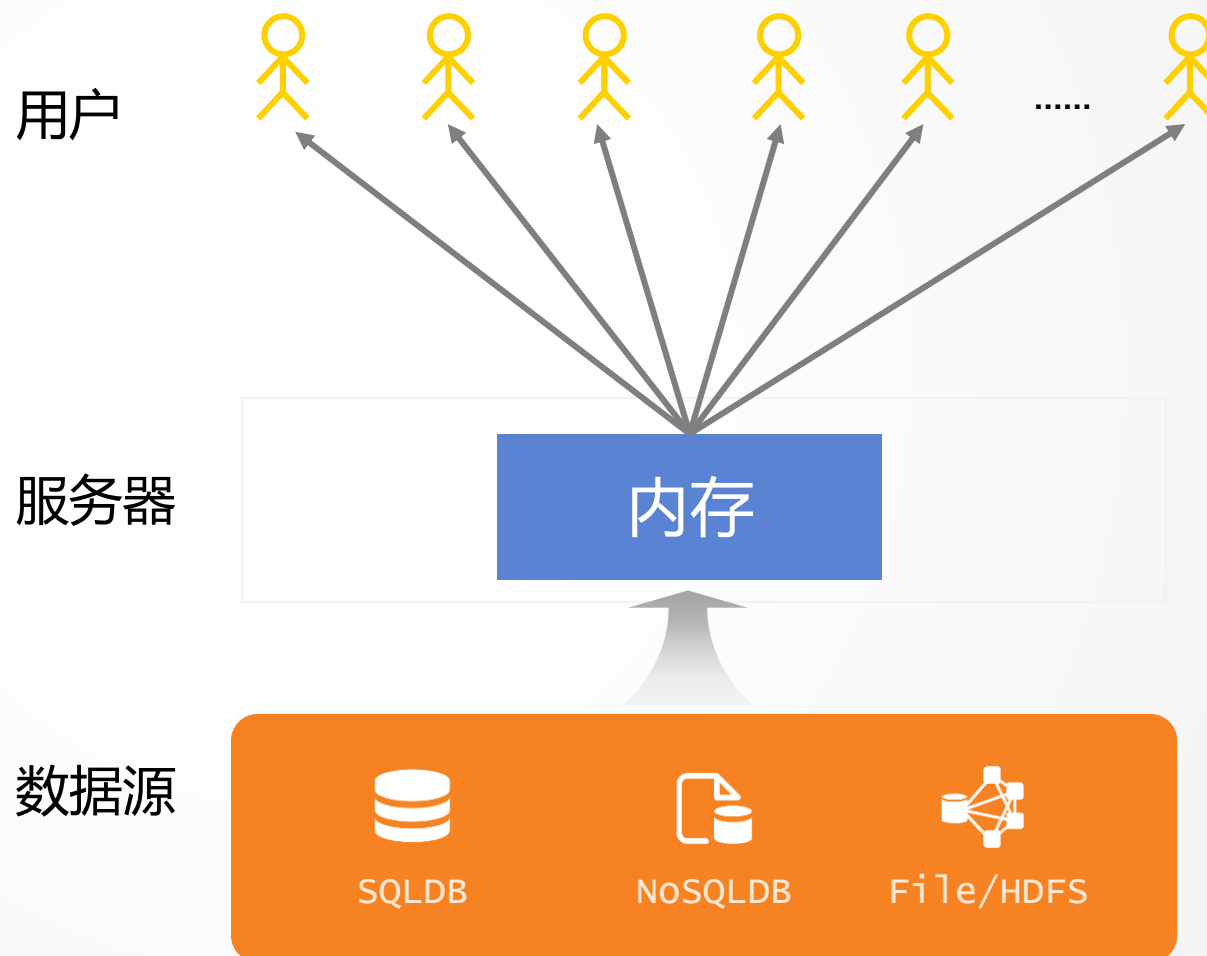 用户
......
服务器
内存
数据源
SQLDB
NoSQLDB
File/HDFS